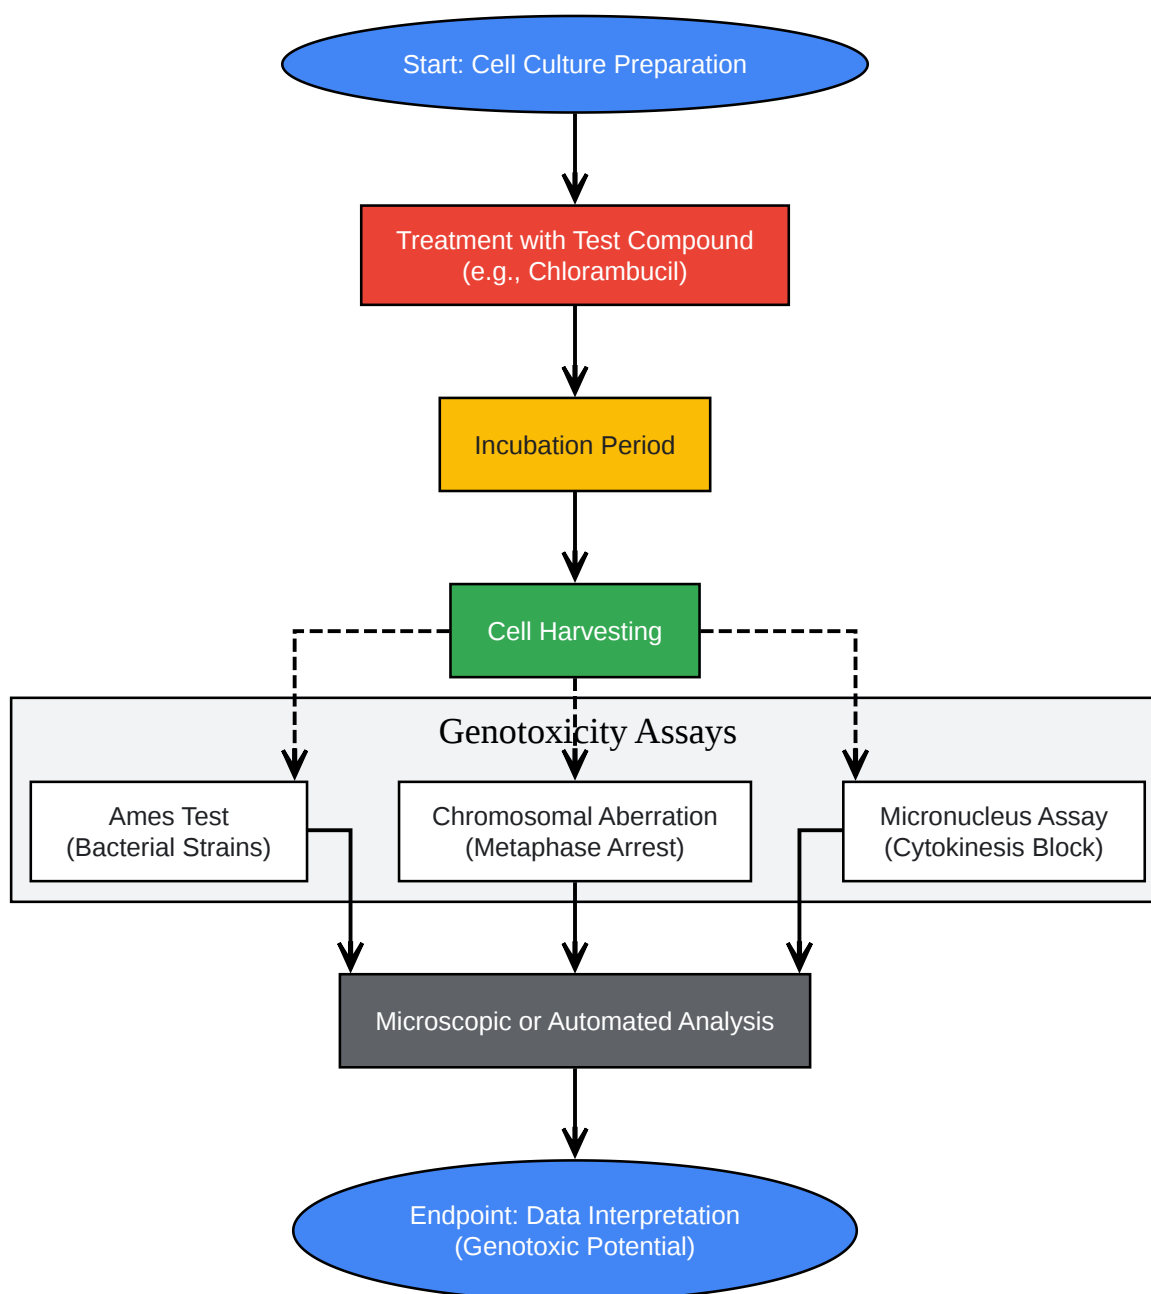 Start: Cell Culture Preparation
Treatment with Test Compound
(e.g., Chlorambucil)
Incubation Period
Cell Harvesting
Genotoxicity Assays
Ames Test
(Bacterial Strains)
Chromosomal Aberration
(Metaphase Arrest)
Micronucleus Assay
(Cytokinesis Block)
Microscopic or Automated Analysis
Endpoint: Data Interpretation
(Genotoxic Potential)